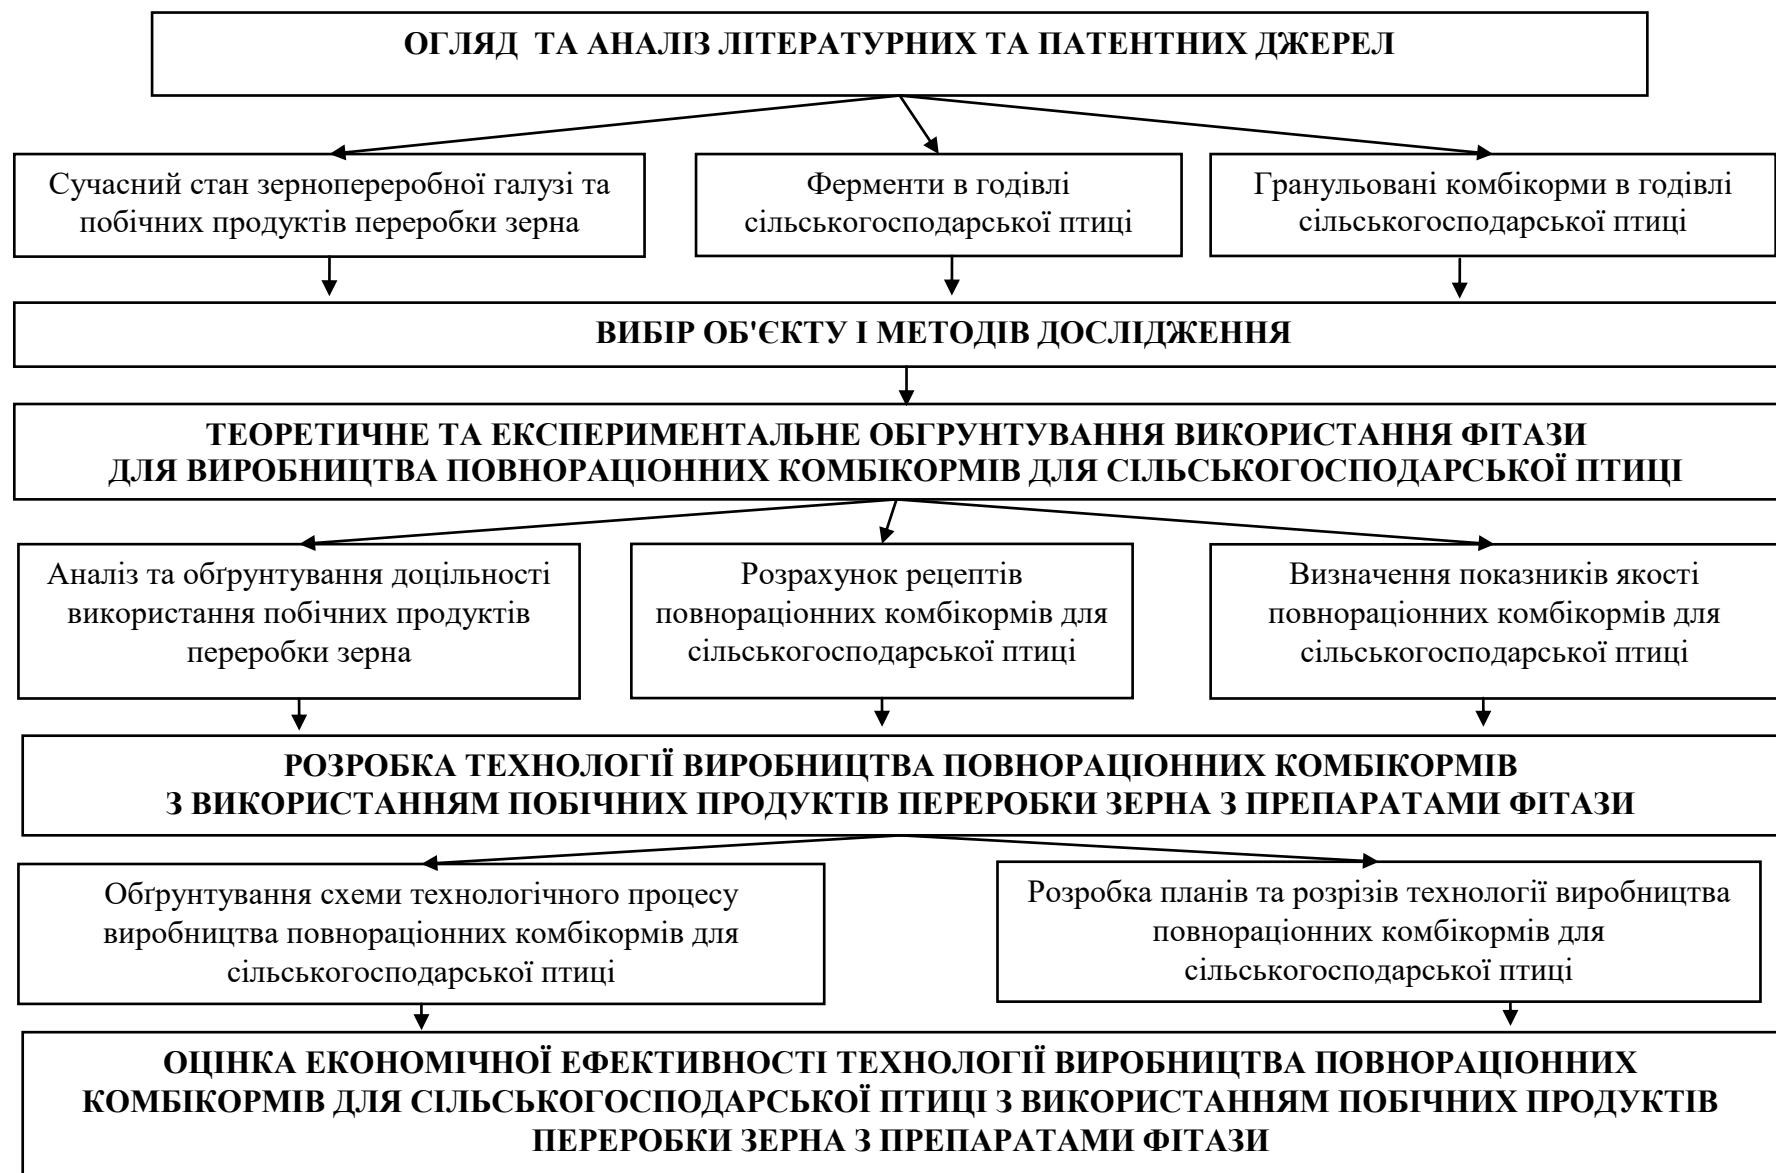 ОГЛЯД ТА АНАЛІЗ ЛІТЕРАТУРНИХ ТА ПАТЕНТНИХ ДЖЕРЕЛ
Сучасний стан зернопереробної галузі та
побічних продуктів переробки зерна
Ферменти в годівлі
сільськогосподарської птиці
Гранульовані комбікорми в годівлі
сільськогосподарської птиці
ВИБІР ОБ'ЄКТУ І МЕТОДІВ ДОСЛІДЖЕННЯ
ТЕОРЕТИЧНЕ ТА ЕКСПЕРИМЕНТАЛЬНЕ ОБГРУНТУВАННЯ ВИКОРИСТАННЯ ФІТАЗИ
ДЛЯ ВИРОБНИЦТВА ПОВНОРАЦІОННИХ КОМБІКОРМІВ ДЛЯ СІЛЬСЬКОГОСПОДАРСЬКОЇ ПТИЦІ
Аналіз та обґрунтування доцільності
використання побічних продуктів
переробки зерна
Розрахунок рецептів
повнораціонних комбікормів для
сільськогосподарської птиці
Визначення показників якості
повнораціонних комбікормів для
сільськогосподарської птиці
РОЗРОБКА ТЕХНОЛОГІЇ ВИРОБНИЦТВА ПОВНОРАЦІОННИХ КОМБІКОРМІВ
З ВИКОРИСТАННЯМ ПОБІЧНИХ ПРОДУКТІВ ПЕРЕРОБКИ ЗЕРНА З ПРЕПАРАТАМИ ФІТАЗИ
Обґрунтування схеми технологічного процесу
виробництва повнораціонних комбікормів для
сільськогосподарської птиці
Розробка планів та розрізів технології виробництва
повнораціонних комбікормів для
сільськогосподарської птиці
ОЦІНКА ЕКОНОМІЧНОЇ ЕФЕКТИВНОСТІ ТЕХНОЛОГІЇ ВИРОБНИЦТВА ПОВНОРАЦІОННИХ
КОМБІКОРМІВ ДЛЯ СІЛЬСЬКОГОСПОДАРСЬКОЇ ПТИЦІ З ВИКОРИСТАННЯМ ПОБІЧНИХ ПРОДУКТІВ
ПЕРЕРОБКИ ЗЕРНА З ПРЕПАРАТАМИ ФІТАЗИ